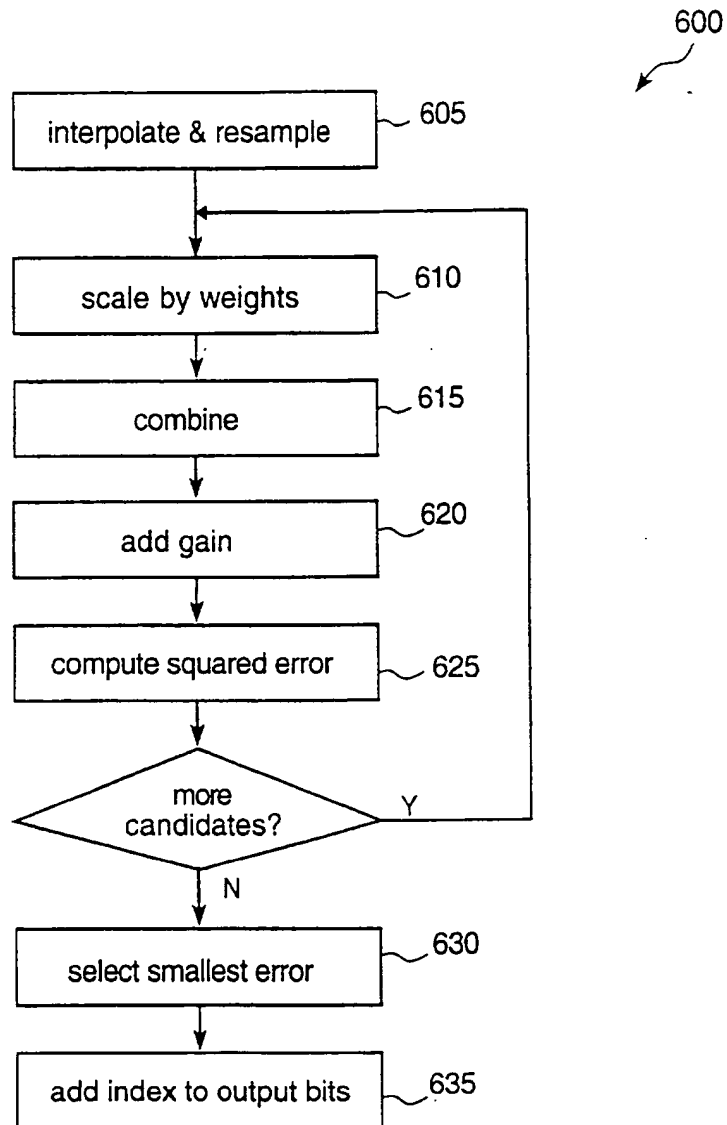 600
interpolate & resample
605
scale by weights
610
combine
615
add gain
620
compute squared error
625
more
candidates?
Y
N
select smallest error
630
add index to output bits
635